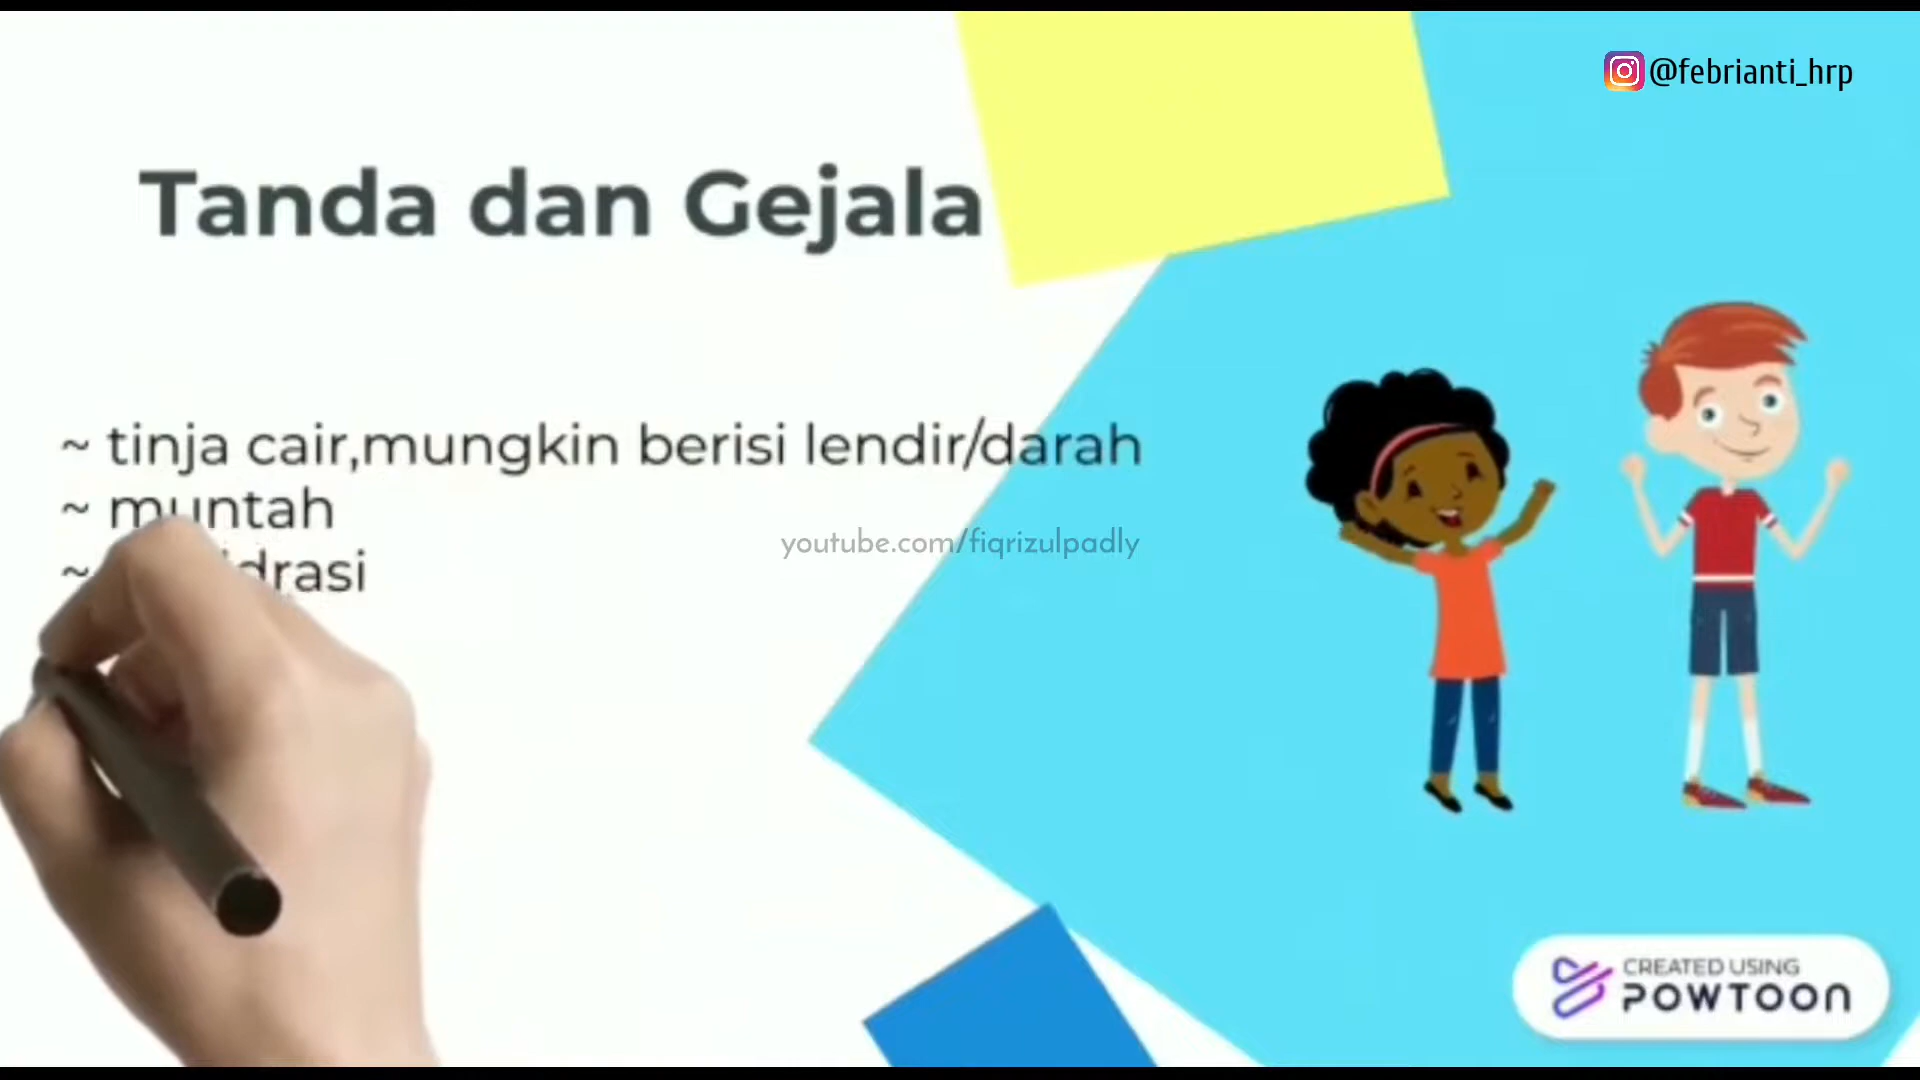 @febrianti_hrp
Tanda dan Gejala
~ tinja cair,mungkin berisi lendir/darah
~ muntah
~
youtube.com/fiqrizulpadly
CREATED USING
POWTOON